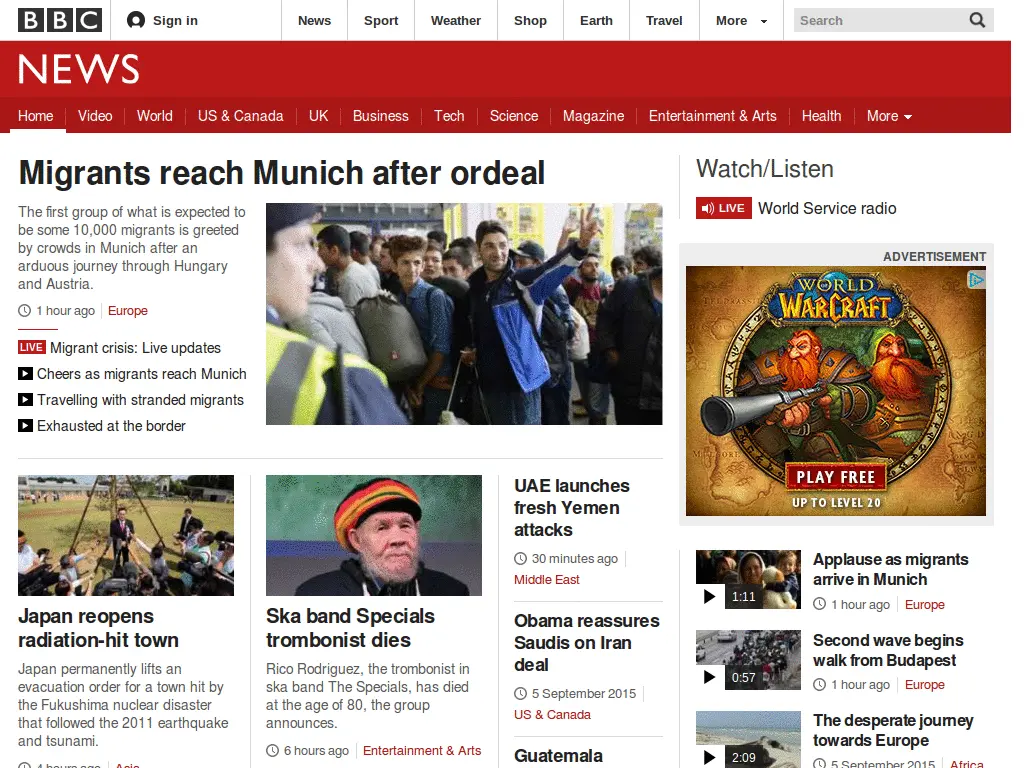 BBC
Sign in
News
Sport
Weather
Shop
Earth
Travel
More
Search
NEWS
Home
Video
World
US & Canada
UK
Business
Tech
Science
Magazine
Entertainment & Arts
Health
More
Migrants reach Munich after ordeal
The first group of what is expected to
be some 10,000 migrants is greeted
by crowds in Munich after an
arduous journey through Hungary
and Austria.
1 hour ago
Europe
LIVE Migrant crisis: Live updates
Cheers as migrants reach Munich
Travelling with stranded migrants
Exhausted at the border
Japan reopens
radiation-hit town
Japan permanently lifts an
evacuation order for a town hit by
the Fukushima nuclear disaster
that followed the 2011 earthquake
and tsunami.
4 hours ago
Asia
Ska band Specials
trombonist dies
Rico Rodriguez, the trombonist in
ska band The Specials, has died
at the age of 80, the group
announces.
6 hours ago
Entertainment & Arts
UAE launches
fresh Yemen
attacks
30 minutes ago
Middle East
Obama reassures
Saudis on Iran
deal
5 September 2015
US & Canada
Guatemala
Watch/Listen
LIVE World Service radio
ADVERTISEMENT
WORLD
WARCRAFT
PLAY FREE
UP TO LEVEL 20
1:11
Applause as migrants
arrive in Munich
1 hour ago
Europe
0:57
Second wave begins
walk from Budapest
1 hour ago
Europe
2:09
The desperate journey
towards Europe
5 September 2015
Africa